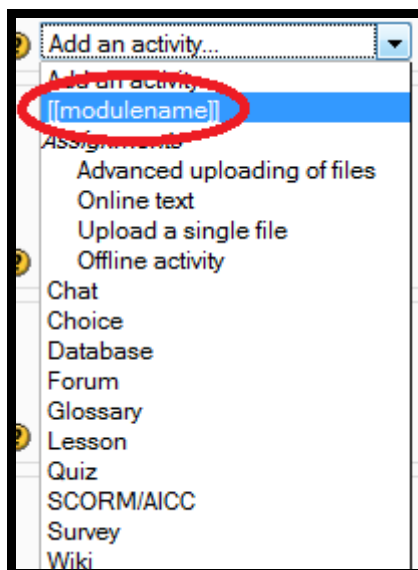 Add an activity...
Add an activity...
[[modulename]]
Assignments
Advanced uploading of files
Online text
Upload a single file
Offline activity
Chat
Choice
Database
Forum
Glossary
Lesson
Quiz
SCORM/AICC
Survey
Wiki